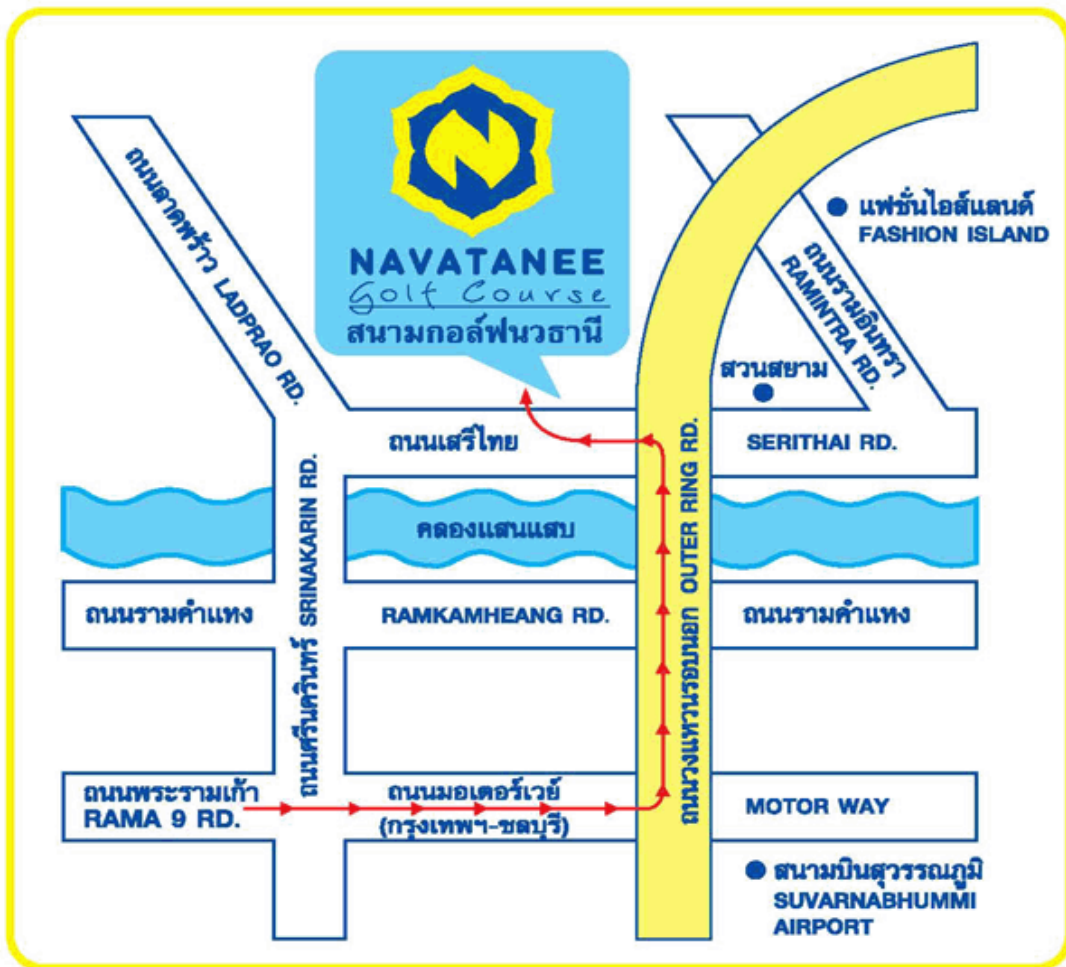 NAVATANEE
Golf Course
สนามกอล์ฟนวธานี
ถนนลาดพร้าว LADPRAO RD.
แฟชั่นไอส์แลนด์
FASHION ISLAND
ถนนรามอินทรา
RAMINTRA RD.
สวนสยาม
ถนนเสรีไทย
SERITHAI RD.
ถนนศรีนครินทร์ SRINAKARIN RD.
ถนนวงแหวนรอบนอก OUTER RING RD.
คลองแสนแสบ
ถนนรามคำแหง
RAMKAMHEANG RD.
ถนนรามคำแหง
ถนนพระรามเก้า
RAMA 9 RD.
ถนนมอเตอร์เวย์
(กรุงเทพฯ-ชลบุรี)
MOTOR WAY
สนามบินสุวรรณภูมิ
SUVARNABHUMMI
AIRPORT